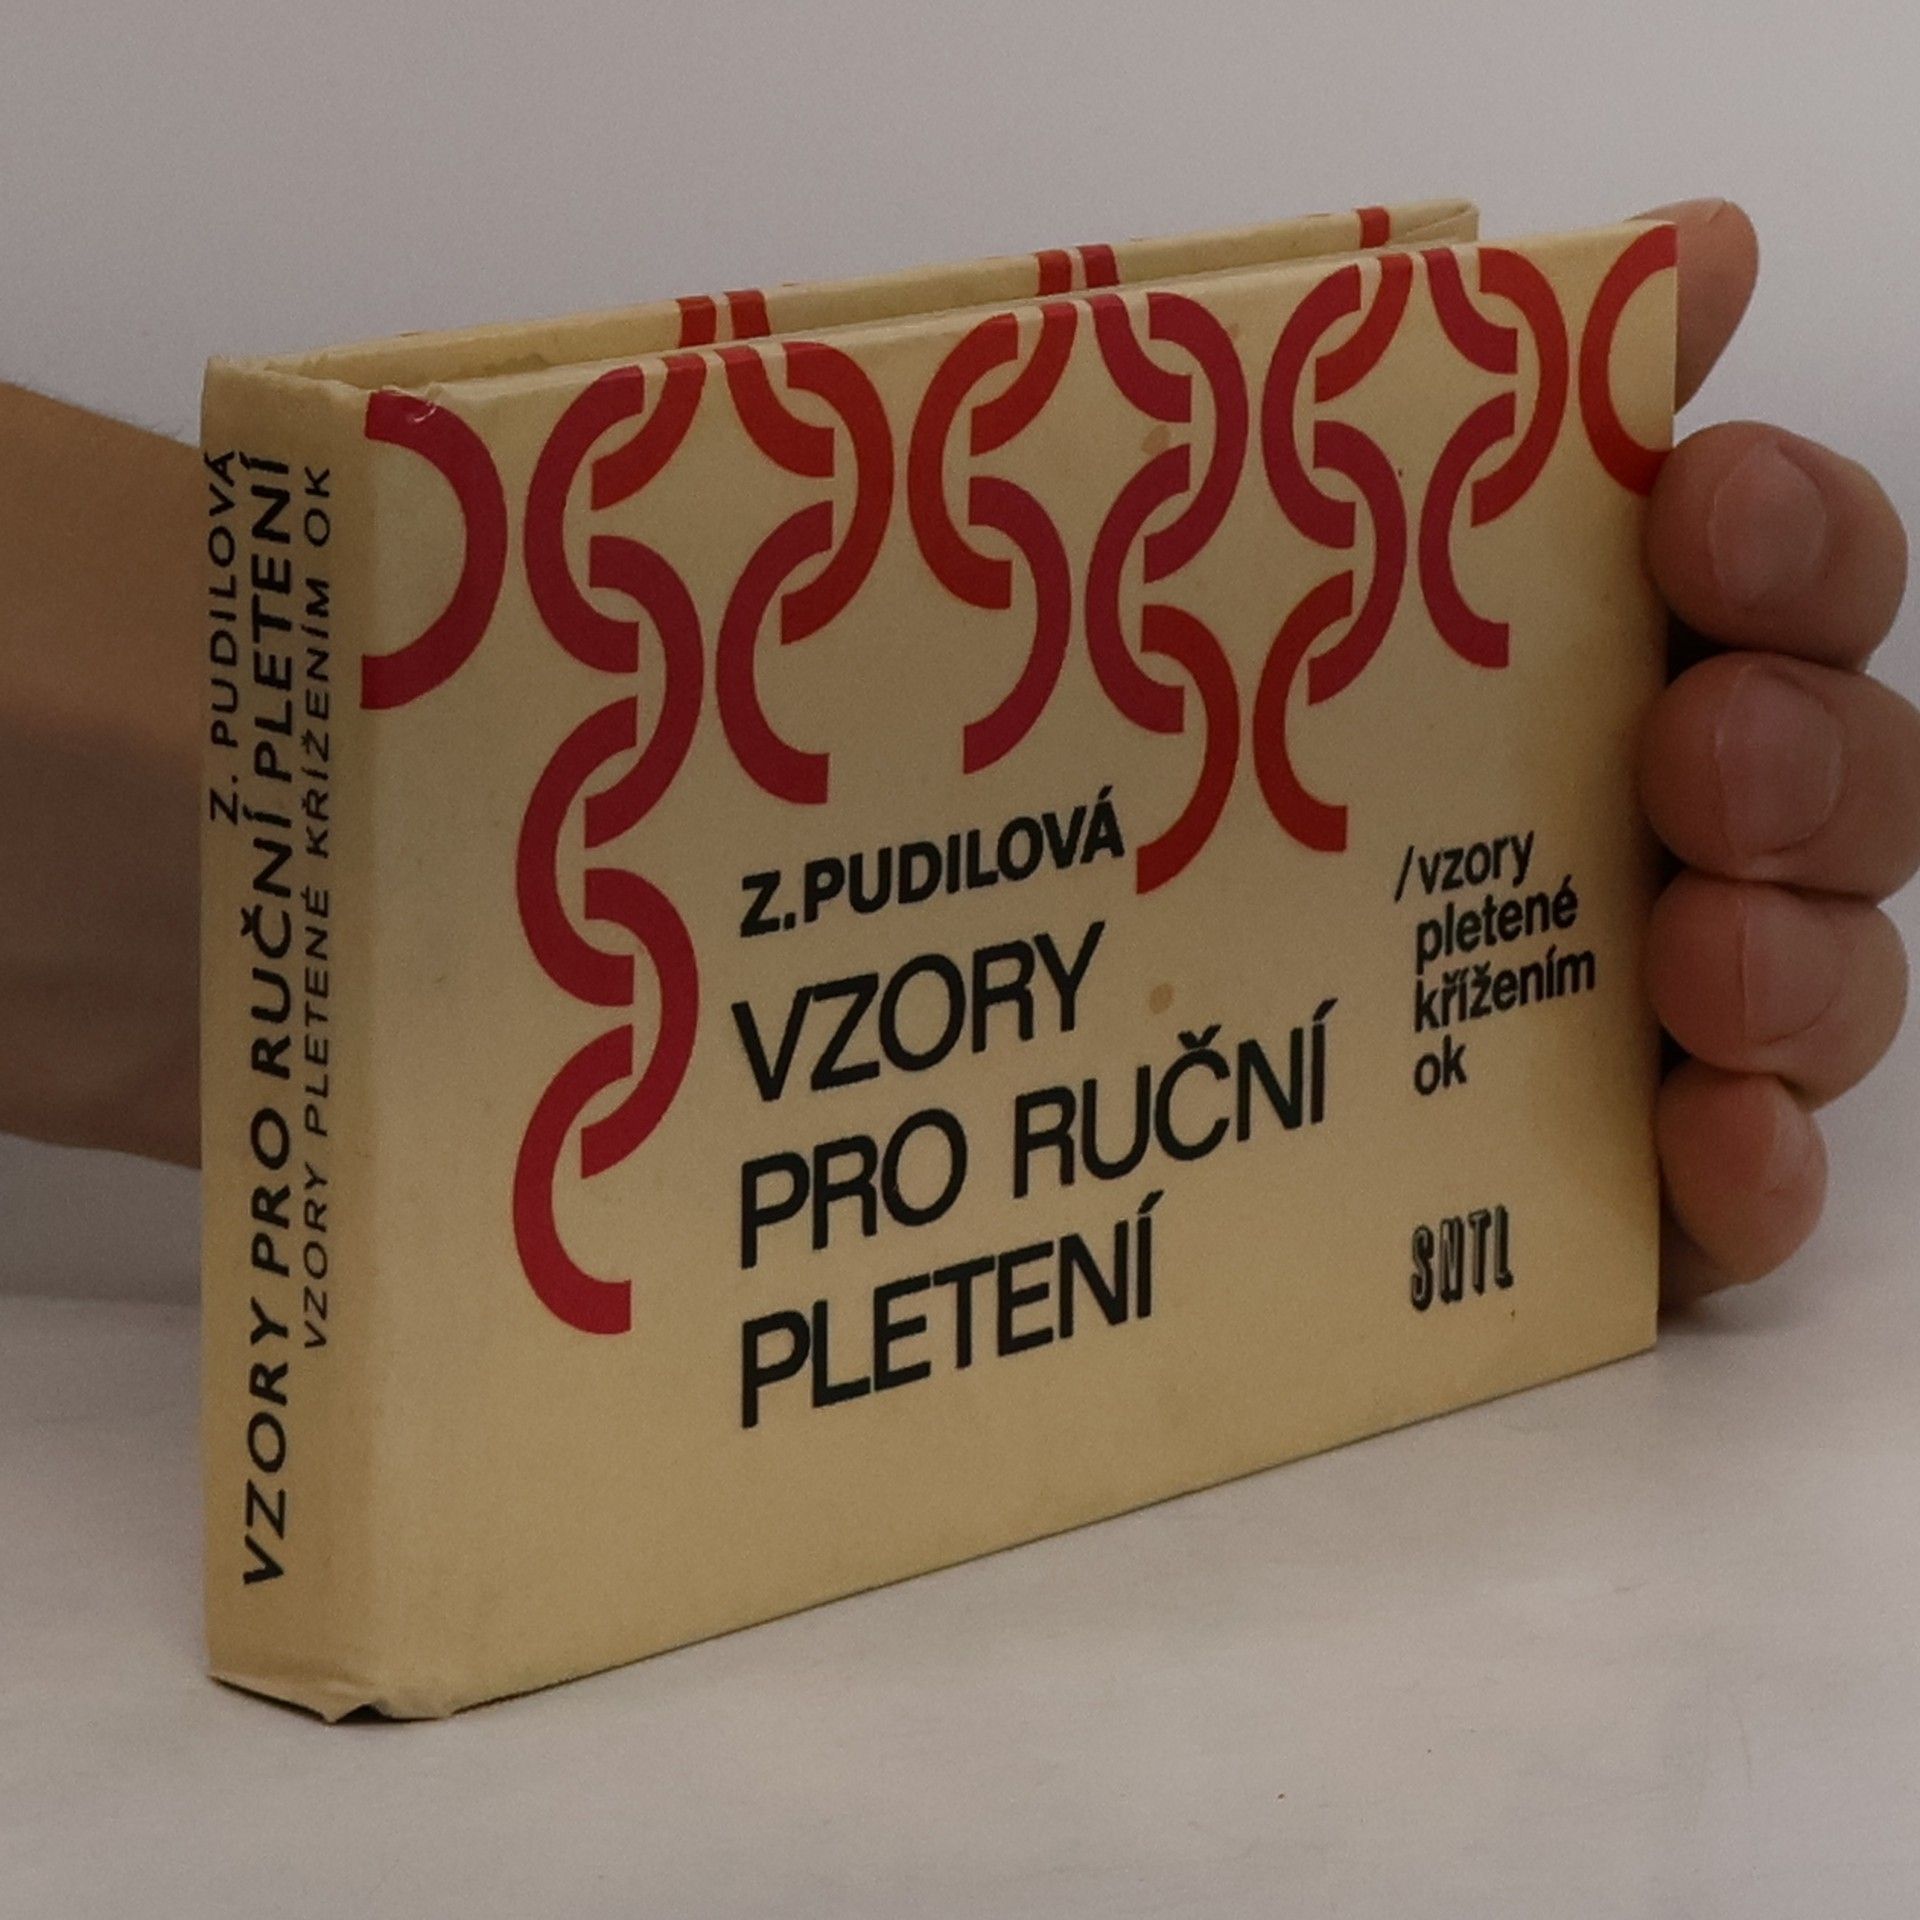 Z. PUDILOVÁ
VZORY PRO RUČNÍ PLETENÍ
VZORY PLETENÉ KŘÍŽENÍM OK
Z.PUDILOVÁ
VZORY
PRO RUČNÍ
PLETENÍ
/vzory
pletené
křížením
ok
SNTL